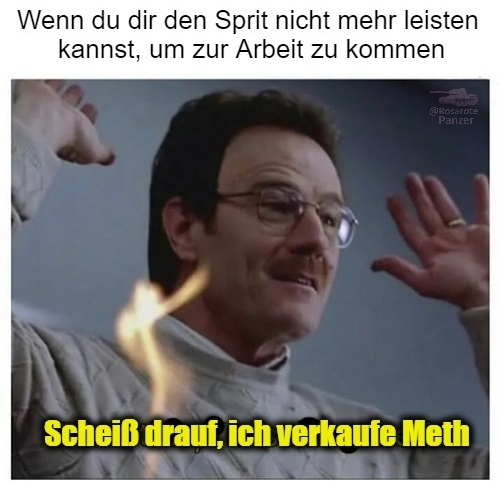 Wenn du dir den Sprit nicht mehr leisten
kannst, um zur Arbeit zu kommen
@Rosarote
Panzer
Scheiß drauf, ich verkaufe Meth